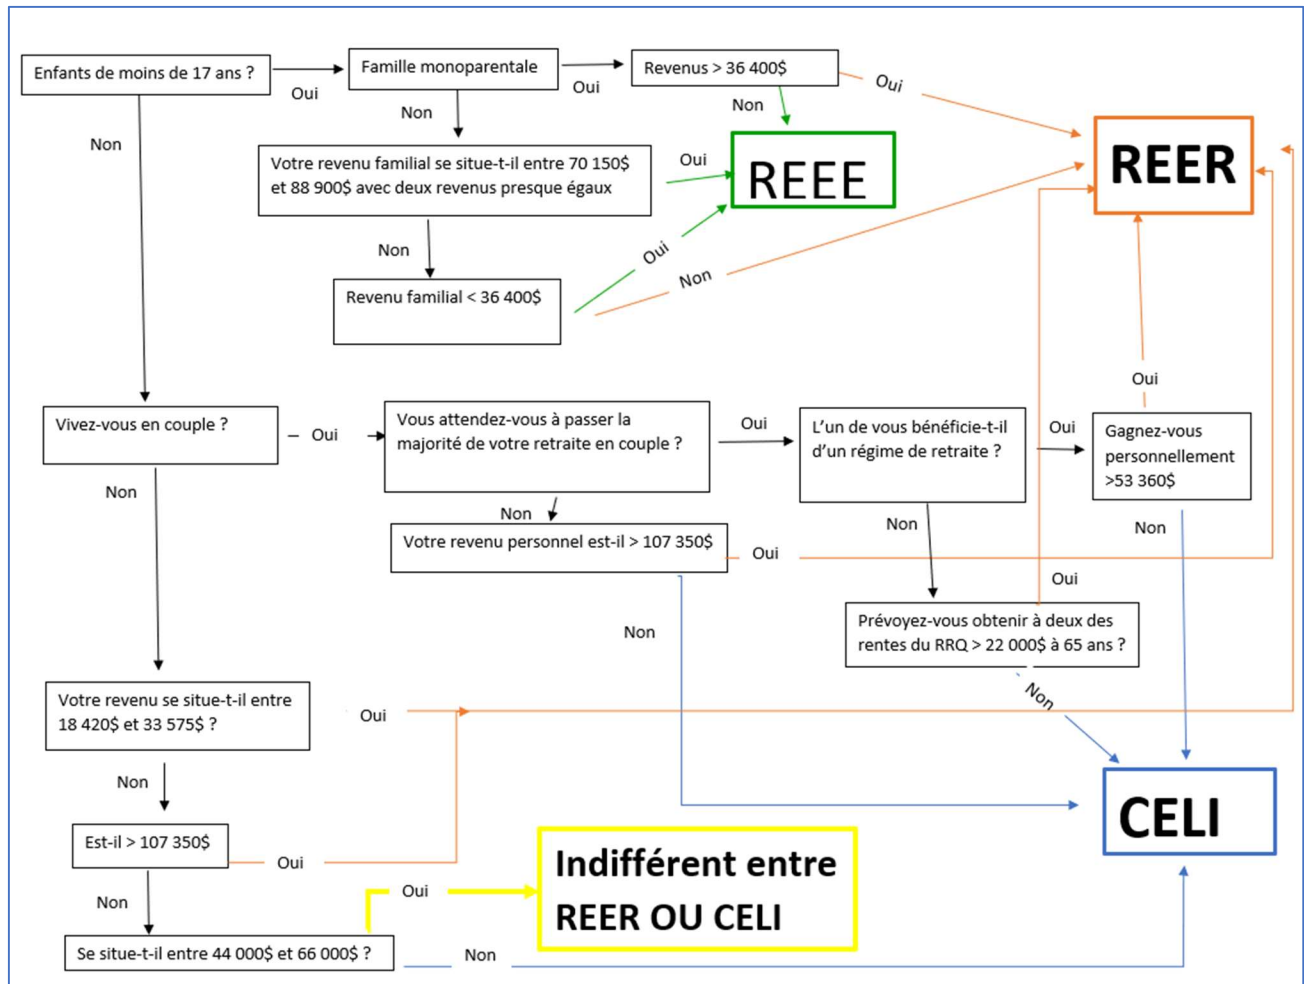 Enfants de moins de 17 ans ?
Oui
Famille monoparentale
Oui
Revenus > 36 400$
Oui
Non
Non
Non
REEE
REER
Votre revenu familial se situe-t-il entre 70 150$
et 88 900$ avec deux revenus presque égaux
Oui
Non
Oui
Non
Revenu familial < 36 400$
Vivez-vous en couple ?
Oui
Vous attendez-vous à passer la
majorité de votre retraite en couple ?
Oui
L’un de vous bénéficie-t-il
d’un régime de retraite ?
Oui
Oui
Gagnez-vous
personnellement
>53 360$
Non
Non
Non
Non
Votre revenu personnel est-il > 107 350$
Oui
Oui
Prévoyez-vous obtenir à deux des
rentes du RRQ > 22 000$ à 65 ans ?
Non
Non
Votre revenu se situe-t-il entre
18 420$ et 33 575$ ?
Oui
Non
CELI
Est-il > 107 350$
Oui
Non
Oui
Indifférent entre
REER OU CELI
Se situe-t-il entre 44 000$ et 66 000$ ?
Non